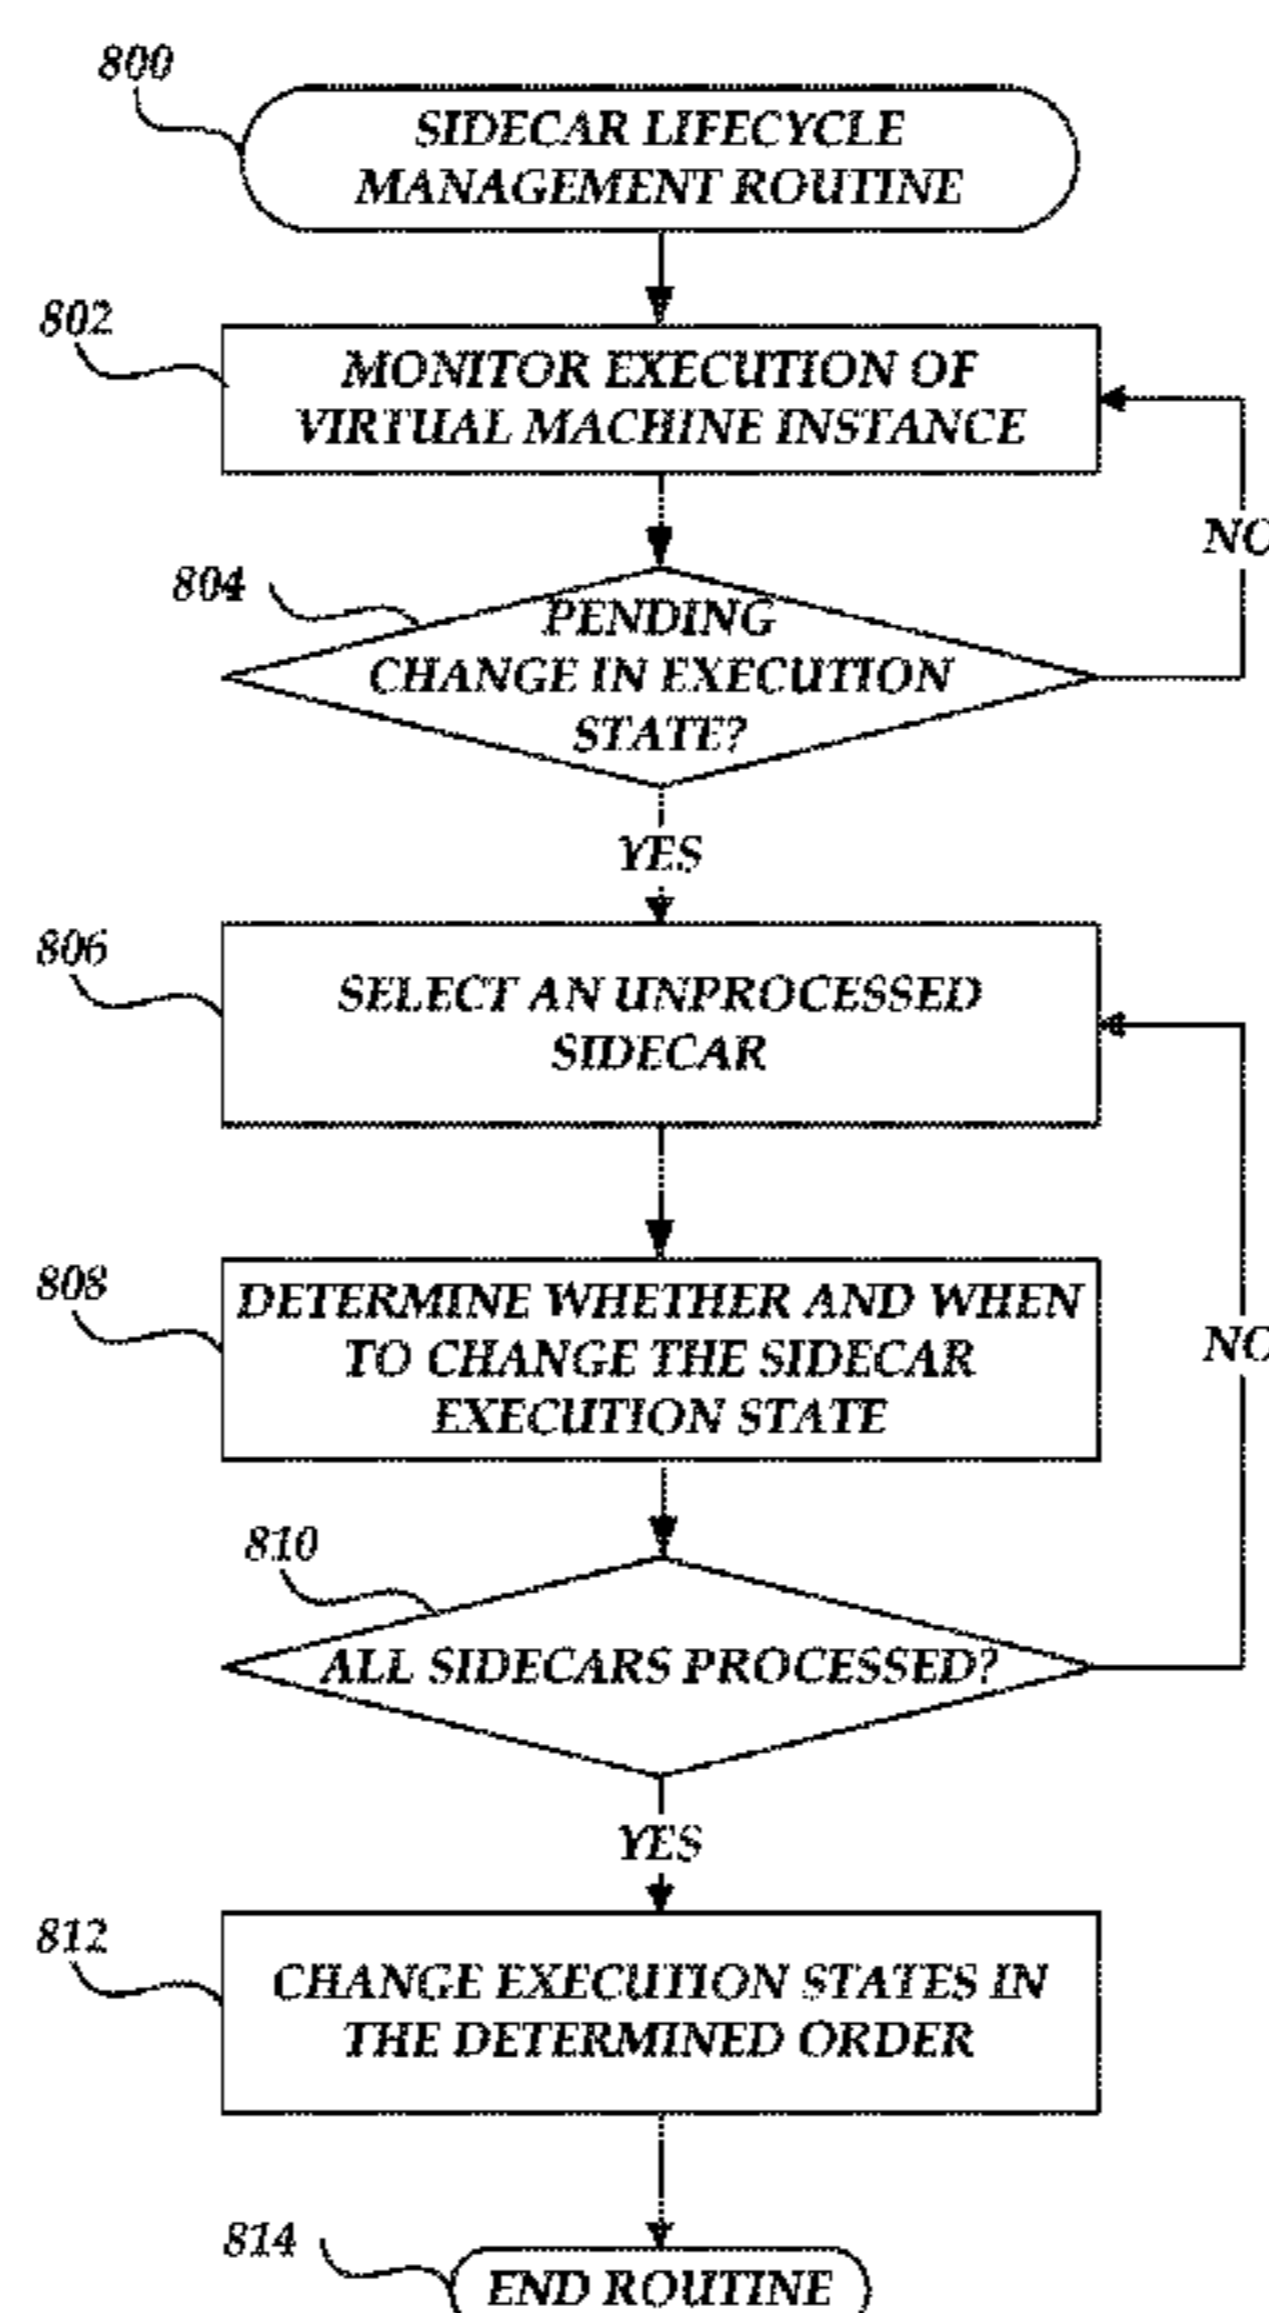 800
SIDECAR LIFECYCLE
MANAGEMENT ROUTINE
802
MONITOR EXECUTION OF
VIRTUAL MACHINE INSTANCE
NO
804
PENDING
CHANGE IN EXECUTION
STATE?
YES
806
SELECT AN UNPROCESSED
SIDECAR
808
DETERMINE WHETHER AND WHEN
TO CHANGE THE SIDECAR
EXECUTION STATE
NO
810
ALL SIDECARS PROCESSED?
YES
812
CHANGE EXECUTION STATES IN
THE DETERMINED ORDER
814
END ROUTINE